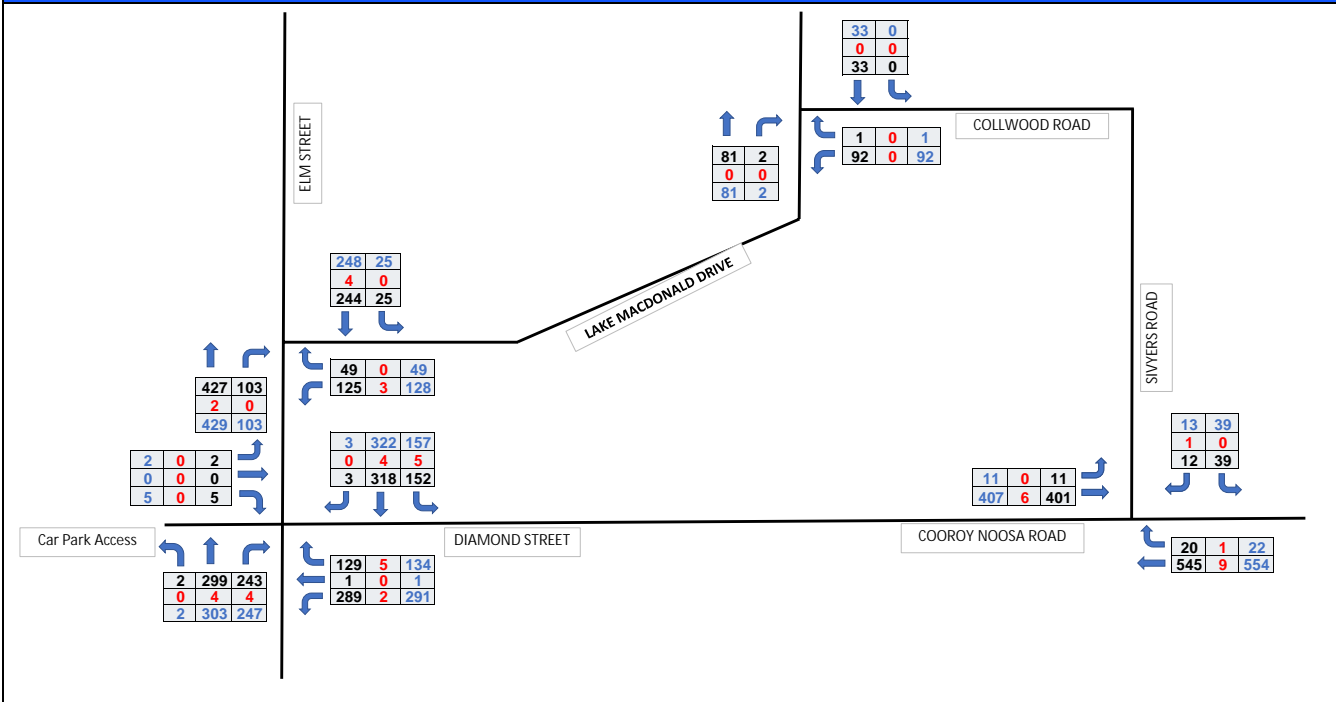 33 0
0 0
33 0
COLLWOOD ROAD
1 0 1
92 0 92
81 2
0 0
81 2
ELM STREET
248 25
4 0
244 25
LAKE MACDONALD DRIVE
SIVYERS ROAD
49 0 49
125 3 128
427 103
2 0
429 103
3 322 157
0 4 5
3 318 152
2 0 2
0 0 0
5 0 5
13 39
1 0
12 39
11 0 11
407 6 401
Car Park Access
DIAMOND STREET
COOROY NOOSA ROAD
20 1 22
545 9 554
129 5 134
1 0 1
289 2 291
2 299 243
0 4 4
2 303 247